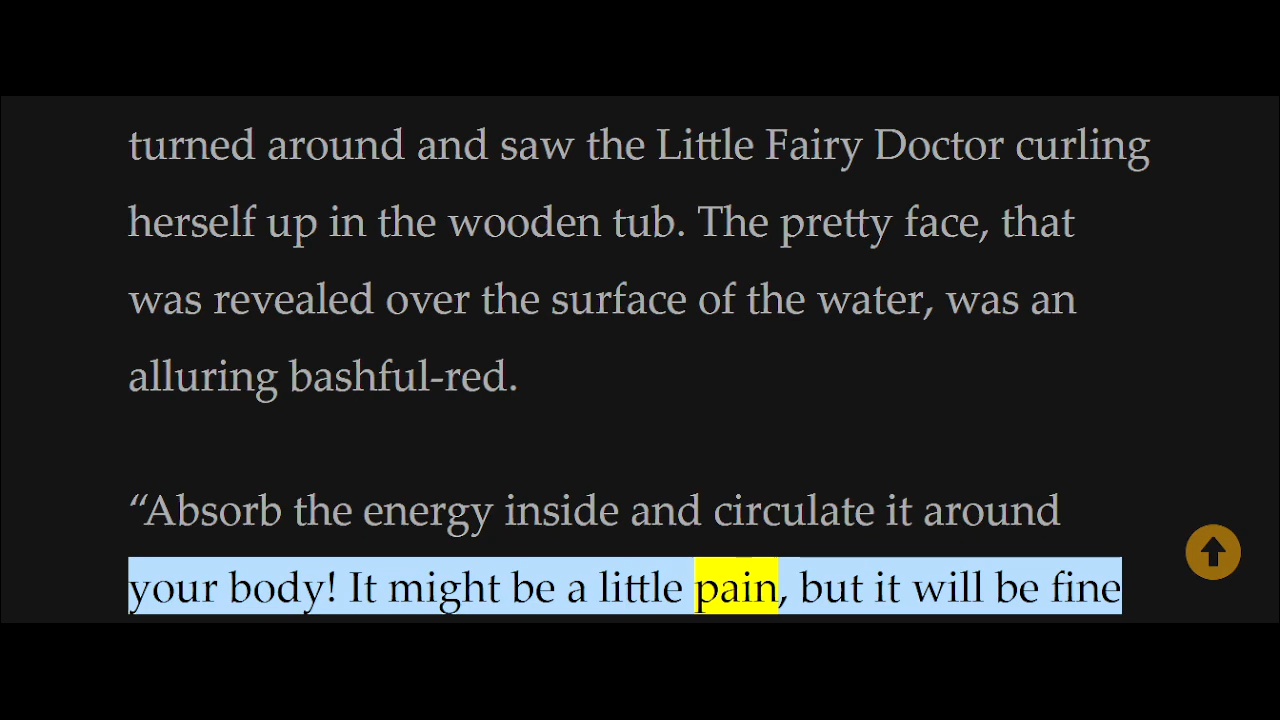 turned around and saw the Little Fairy Doctor curling
herself up in the wooden tub. The pretty face, that
was revealed over the surface of the water, was an
alluring bashful-red.
“Absorb the energy inside and circulate it around
your body! It might be a little pain, but it will be fine